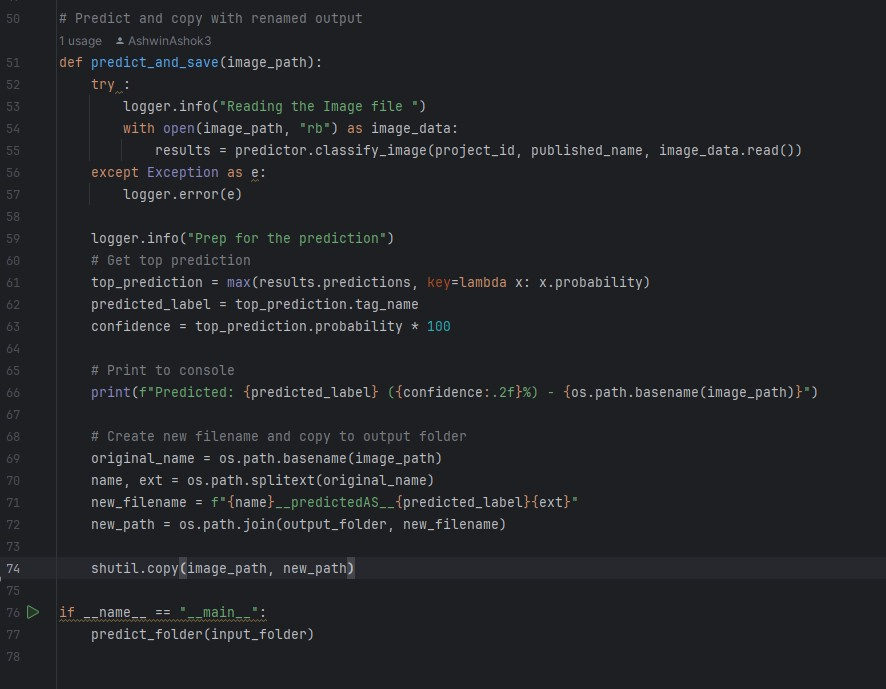 50 # Predict and copy with renamed output
1 usage AshwinAshok3
51 def predict_and_save(image_path):
52 try :
53 logger.info("Reading the Image file ")
54 with open(image_path, "rb") as image_data:
55 results = predictor.classify_image(project_id, published_name, image_data.read())
56 except Exception as e:
57 logger.error(e)
58
59 logger.info("Prep for the prediction")
60 # Get top prediction
61 top_prediction = max(results.predictions, key=lambda x: x.probability)
62 predicted_label = top_prediction.tag_name
63 confidence = top_prediction.probability * 100
64
65 # Print to console
66 print(f"Predicted: {predicted_label} ({confidence:.2f}%) - {os.path.basename(image_path)}")
67
68 # Create new filename and copy to output folder
69 original_name = os.path.basename(image_path)
70 name, ext = os.path.splitext(original_name)
71 new_filename = f"{name}__predictedAS__{predicted_label}{ext}"
72 new_path = os.path.join(output_folder, new_filename)
73
74 shutil.copy(image_path, new_path)
75
76 if __name__ == "__main__":
77 predict_folder(input_folder)
78